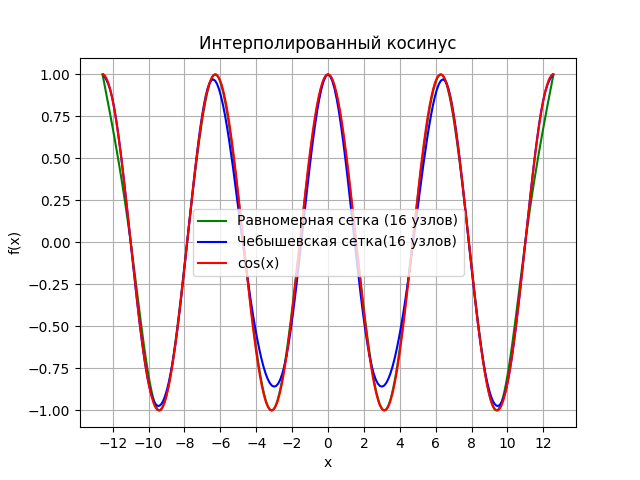 Интерполированный косинус
f(x)
1.00
0.75
0.50
0.25
0.00
−0.25
−0.50
−0.75
−1.00
Равномерная сетка (16 узлов)
Чебышевская сетка(16 узлов)
cos(x)
−12 −10 −8 −6 −4 −2 0 2 4 6 8 10 12
x